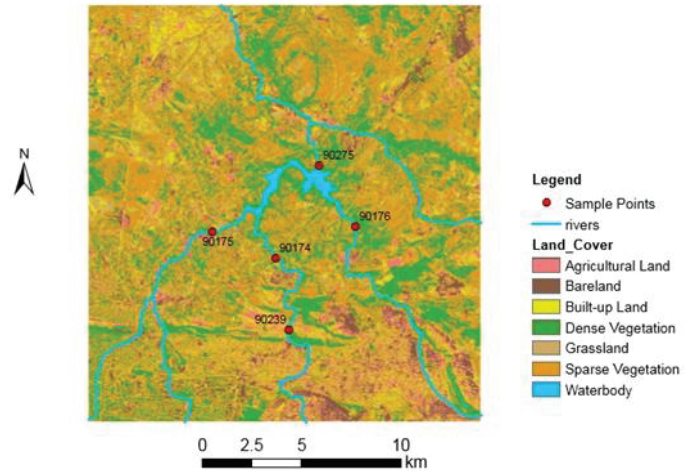 90275
90176
90175
90174
90239
N
Legend
Sample Points
rivers
Land_Cover
Agricultural Land
Bareland
Built-up Land
Dense Vegetation
Grassland
Sparse Vegetation
Waterbody
0 2.5 5 10
km